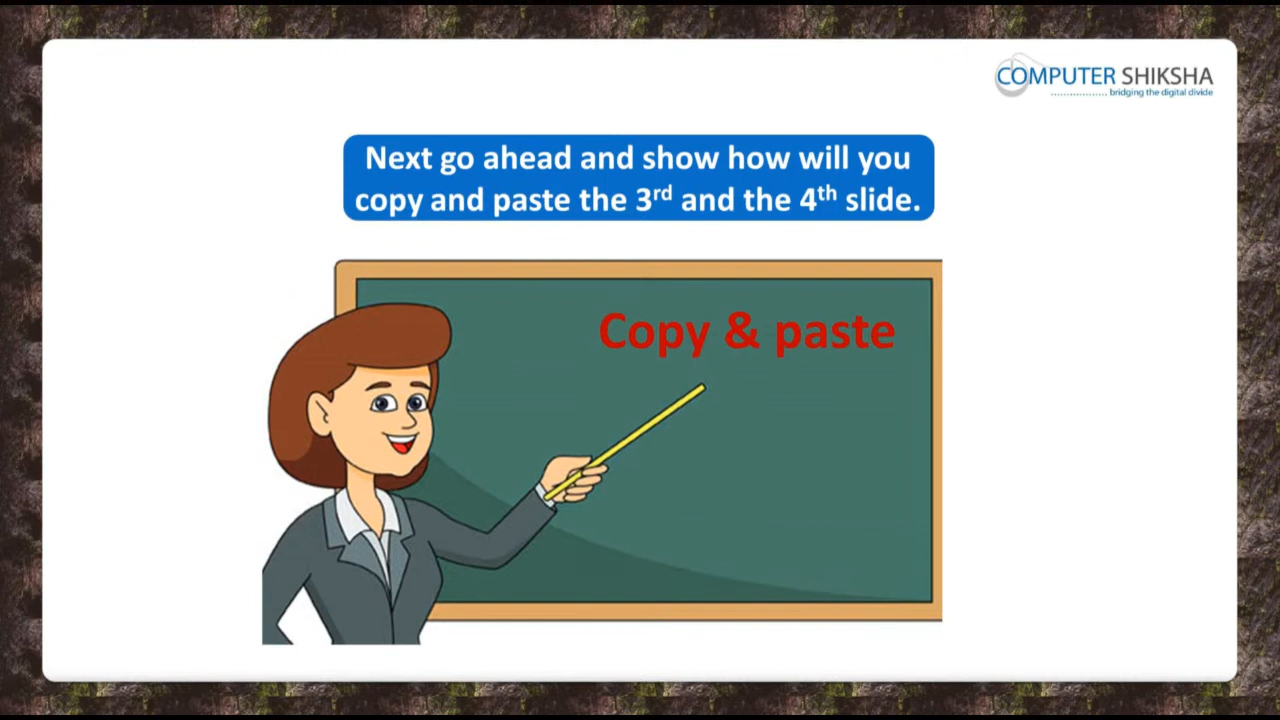 COMPUTER SHIKSHA
.................. bridging the digital divide
Next go ahead and show how will you
copy and paste the 3rd and the 4th slide.
Copy & paste